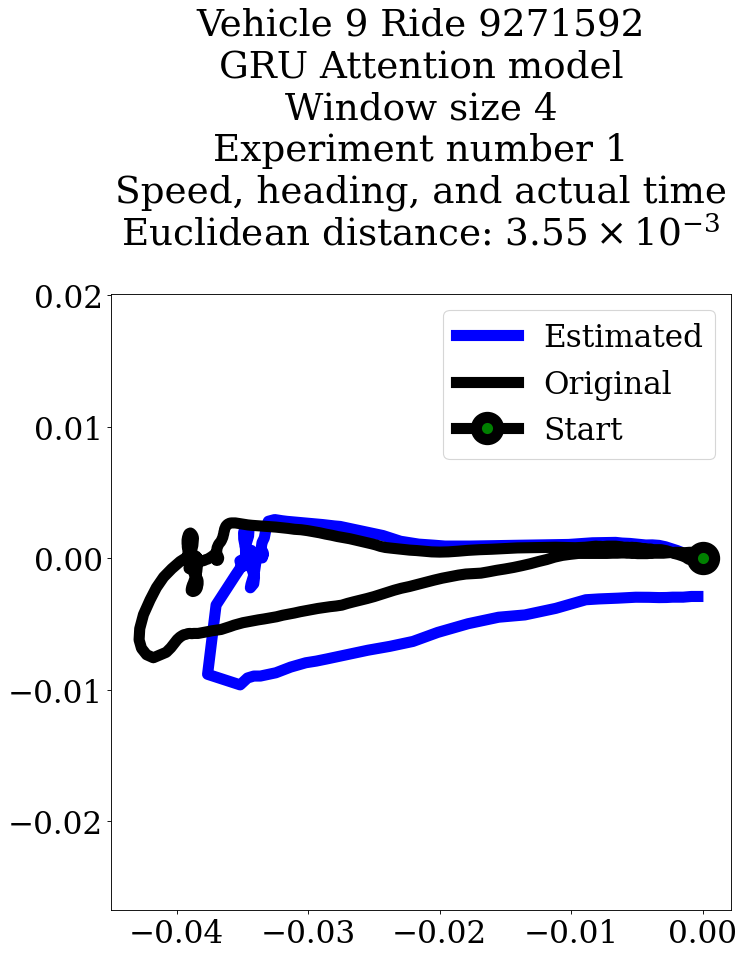 Vehicle 9 Ride 9271592
GRU Attention model
Window size 4
Experiment number 1
Speed, heading, and actual time
Euclidean distance: 3.55 × 10⁻³
0.02
Estimated
Original
Start
0.01
0.00
−0.01
−0.02
−0.04 −0.03 −0.02 −0.01 0.00